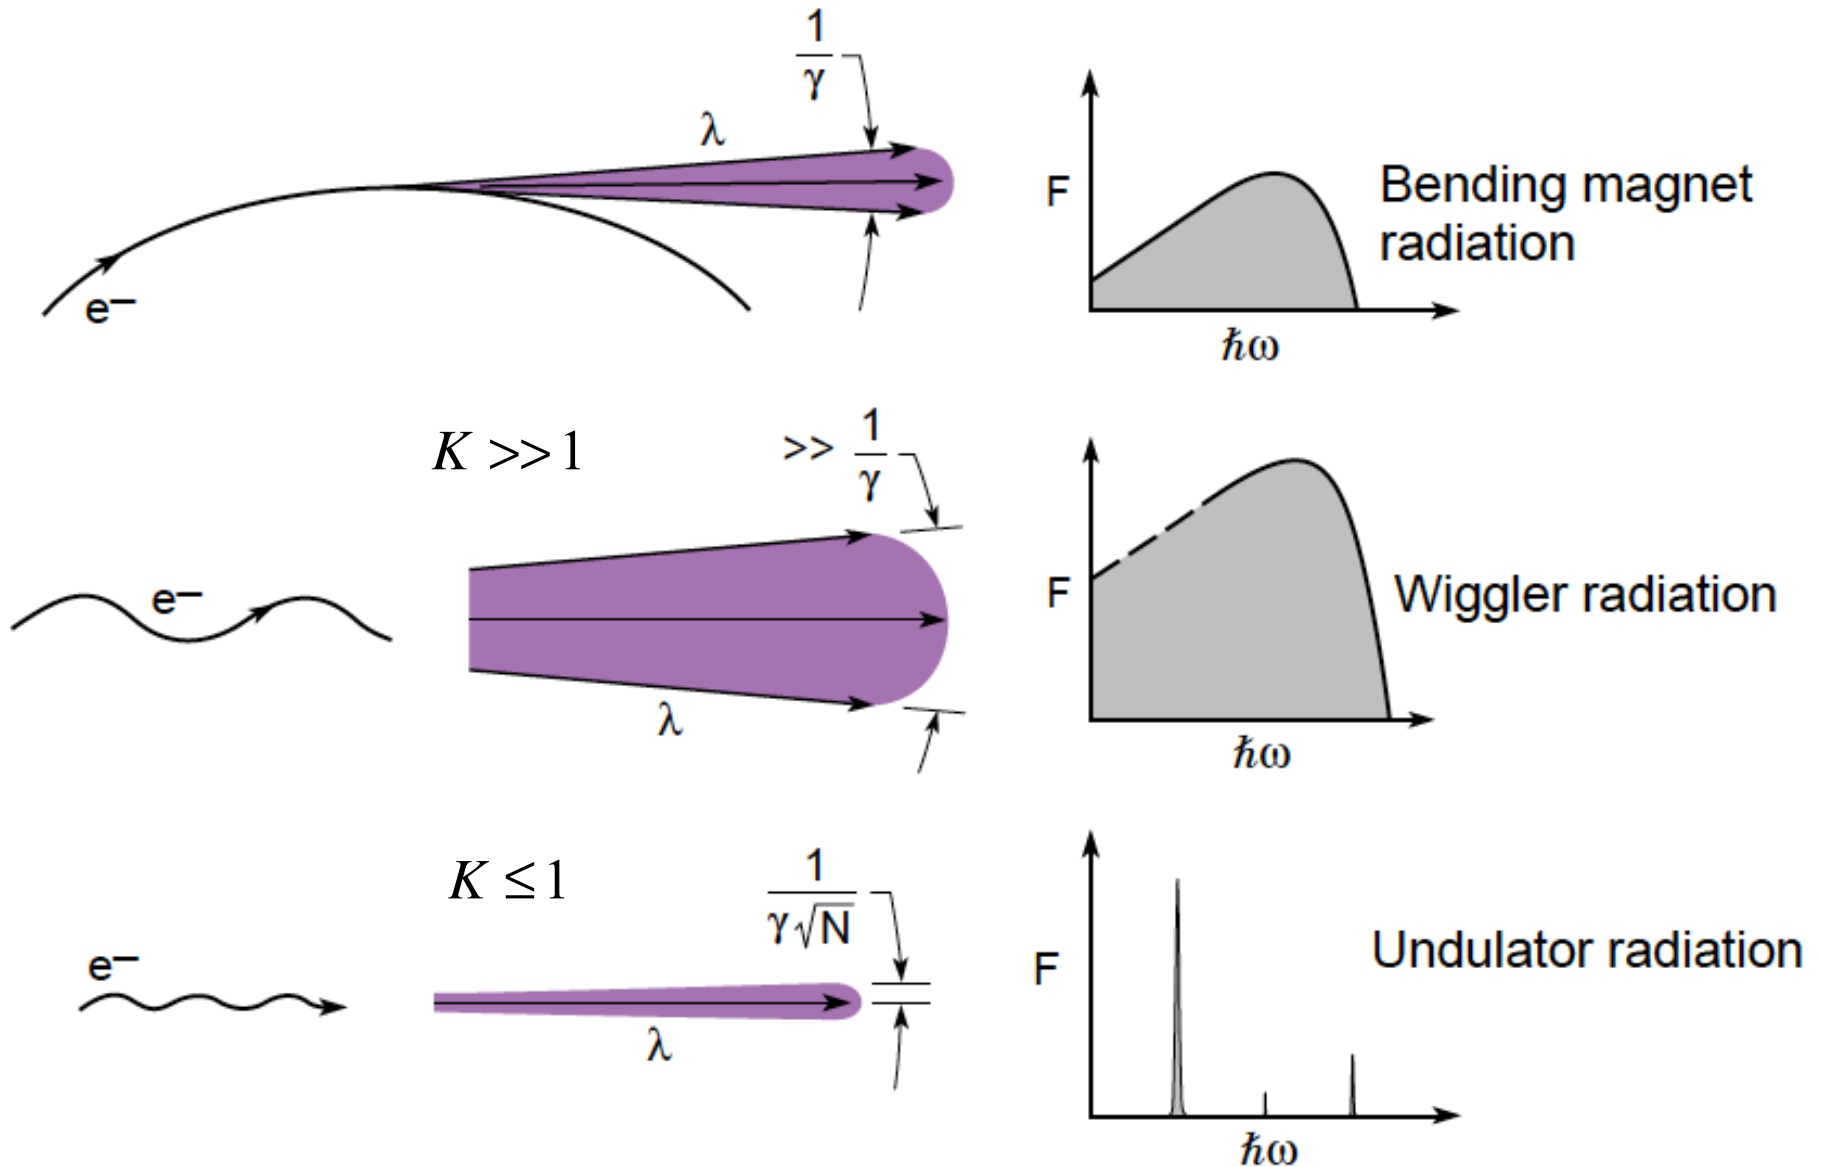 1
γ
λ
e–
F
ħω
Bending magnet
radiation
K >> 1
>> 1
γ
e–
λ
F
ħω
Wiggler radiation
K ≤ 1
1
γ√N
e–
λ
F
ħω
Undulator radiation